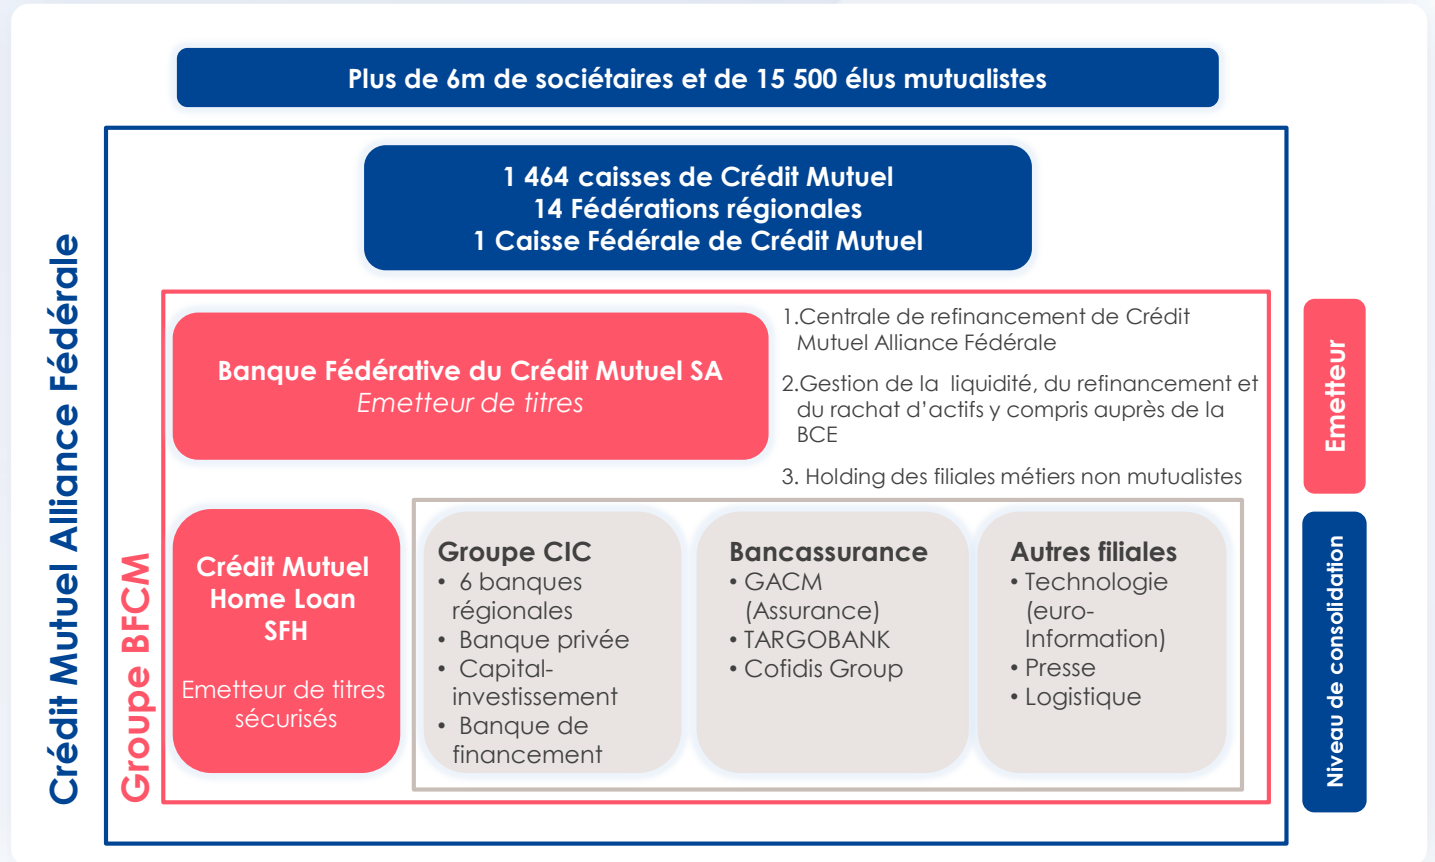 Plus de 6m de sociétaires et de 15 500 élus mutualistes
1 464 caisses de Crédit Mutuel
14 Fédérations régionales
1 Caisse Fédérale de Crédit Mutuel
Crédit Mutuel Alliance Fédérale
Groupe BFCM
Banque Fédérative du Crédit Mutuel SA
Emetteur de titres
1.Centrale de refinancement de Crédit
Mutuel Alliance Fédérale
2.Gestion de la liquidité, du refinancement et
du rachat d’actifs y compris auprès de la
BCE
3. Holding des filiales métiers non mutualistes
Emetteur
Crédit Mutuel
Home Loan
SFH
Emetteur de titres
sécurisés
Groupe CIC
• 6 banques
régionales
• Banque privée
• Capital-
investissement
• Banque de
financement
Bancassurance
• GACM
(Assurance)
• TARGOBANK
• Cofidis Group
Autres filiales
• Technologie
(euro-
Information)
• Presse
• Logistique
Niveau de consolidation